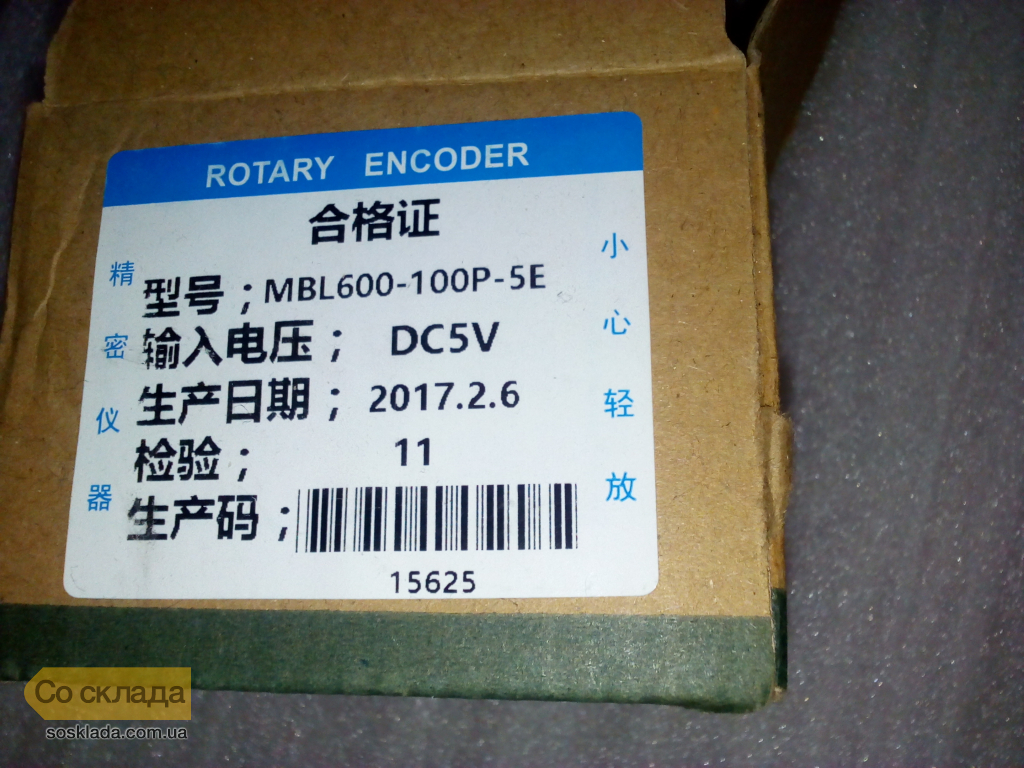 ROTARY ENCODER
合格证
型号；MBL600-100P-5E
输入电压； DC5V
生产日期；2017.2.6
检验； 11
生产码；
15625
精密仪器
小心轻放
Со склада
sosklada.com.ua